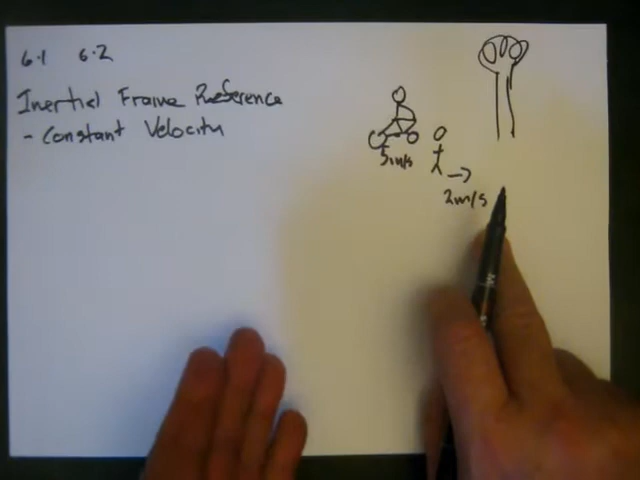 6.1 6.2
Inertial Frame Reference
- Constant Velocity
5m/s
2m/s